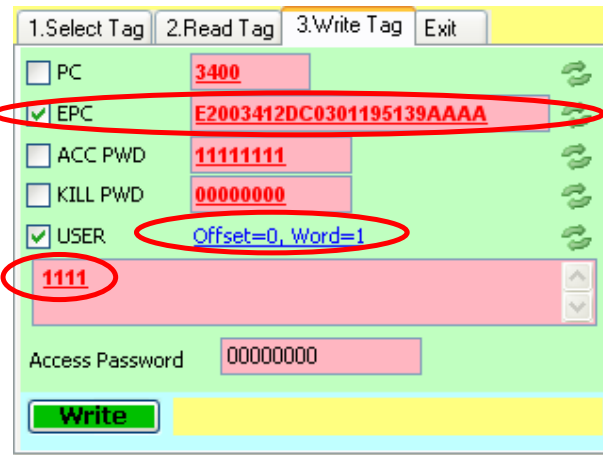 1.Select Tag 2.Read Tag 3.Write Tag Exit
PC 3400
EPC E2003412DC0301195139AAAA
ACC PWD 11111111
KILL PWD 00000000
USER Offset=0, Word=1
1111
Access Password 00000000
Write